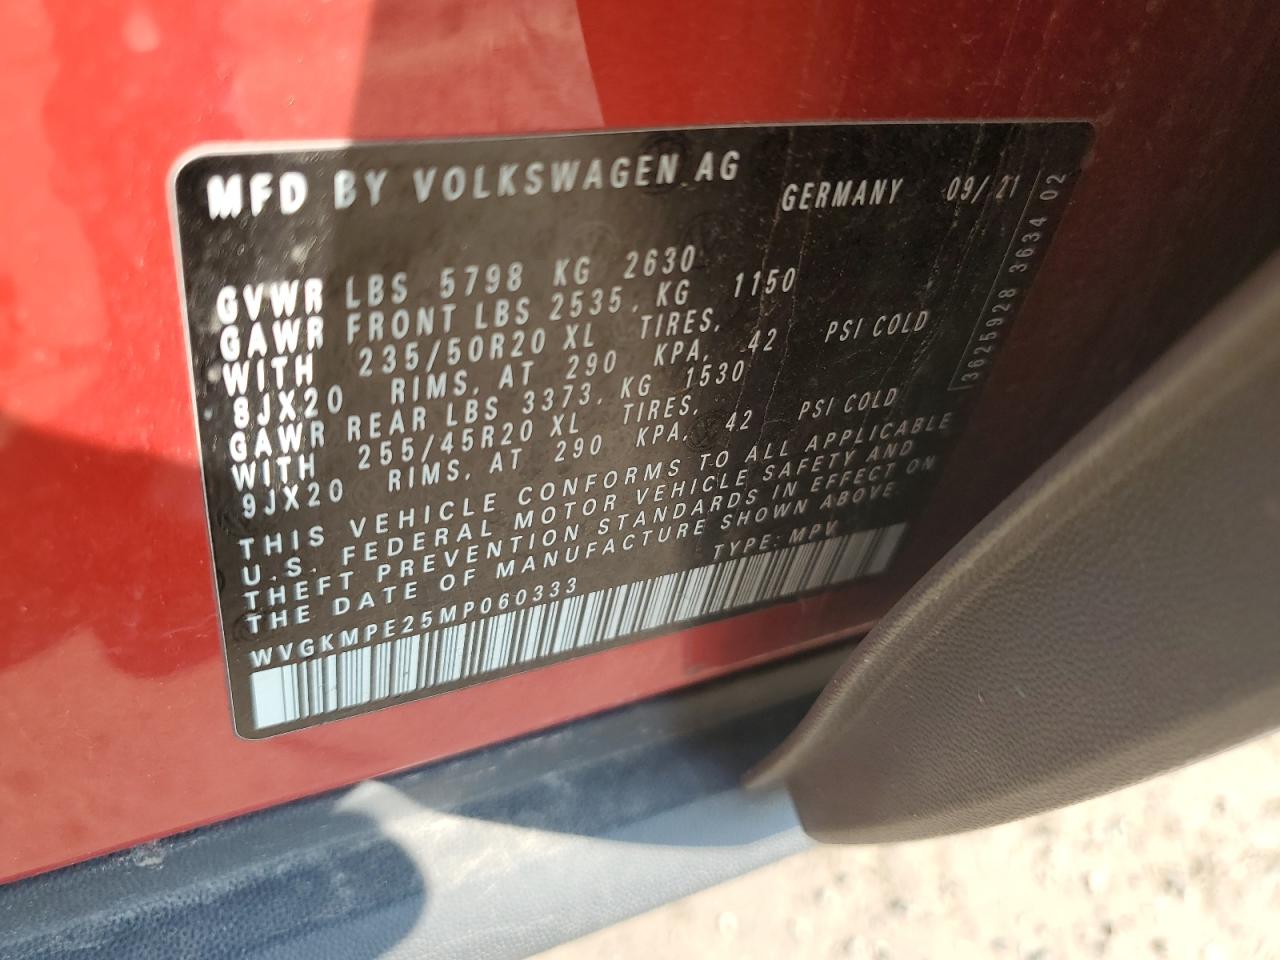 MFD BY VOLKSWAGEN AG
GERMANY 09/21
GVWR LBS 5798 KG 2630
GAWR FRONT LBS 2535, KG 1150
WITH 235/50R20 XL TIRES,
8JX20 RIMS, AT 290 KPA, 42 PSI COLD
GAWR REAR LBS 3373, KG 1530
WITH 255/45R20 XL TIRES,
9JX20 RIMS, AT 290 KPA, 42 PSI COLD
THIS VEHICLE CONFORMS TO ALL APPLICABLE
U.S. FEDERAL MOTOR VEHICLE SAFETY AND
THEFT PREVENTION STANDARDS IN EFFECT ON
THE DATE OF MANUFACTURE SHOWN ABOVE.
TYPE: MPV
WVGKMPE25MP060333
3625928 3634 02